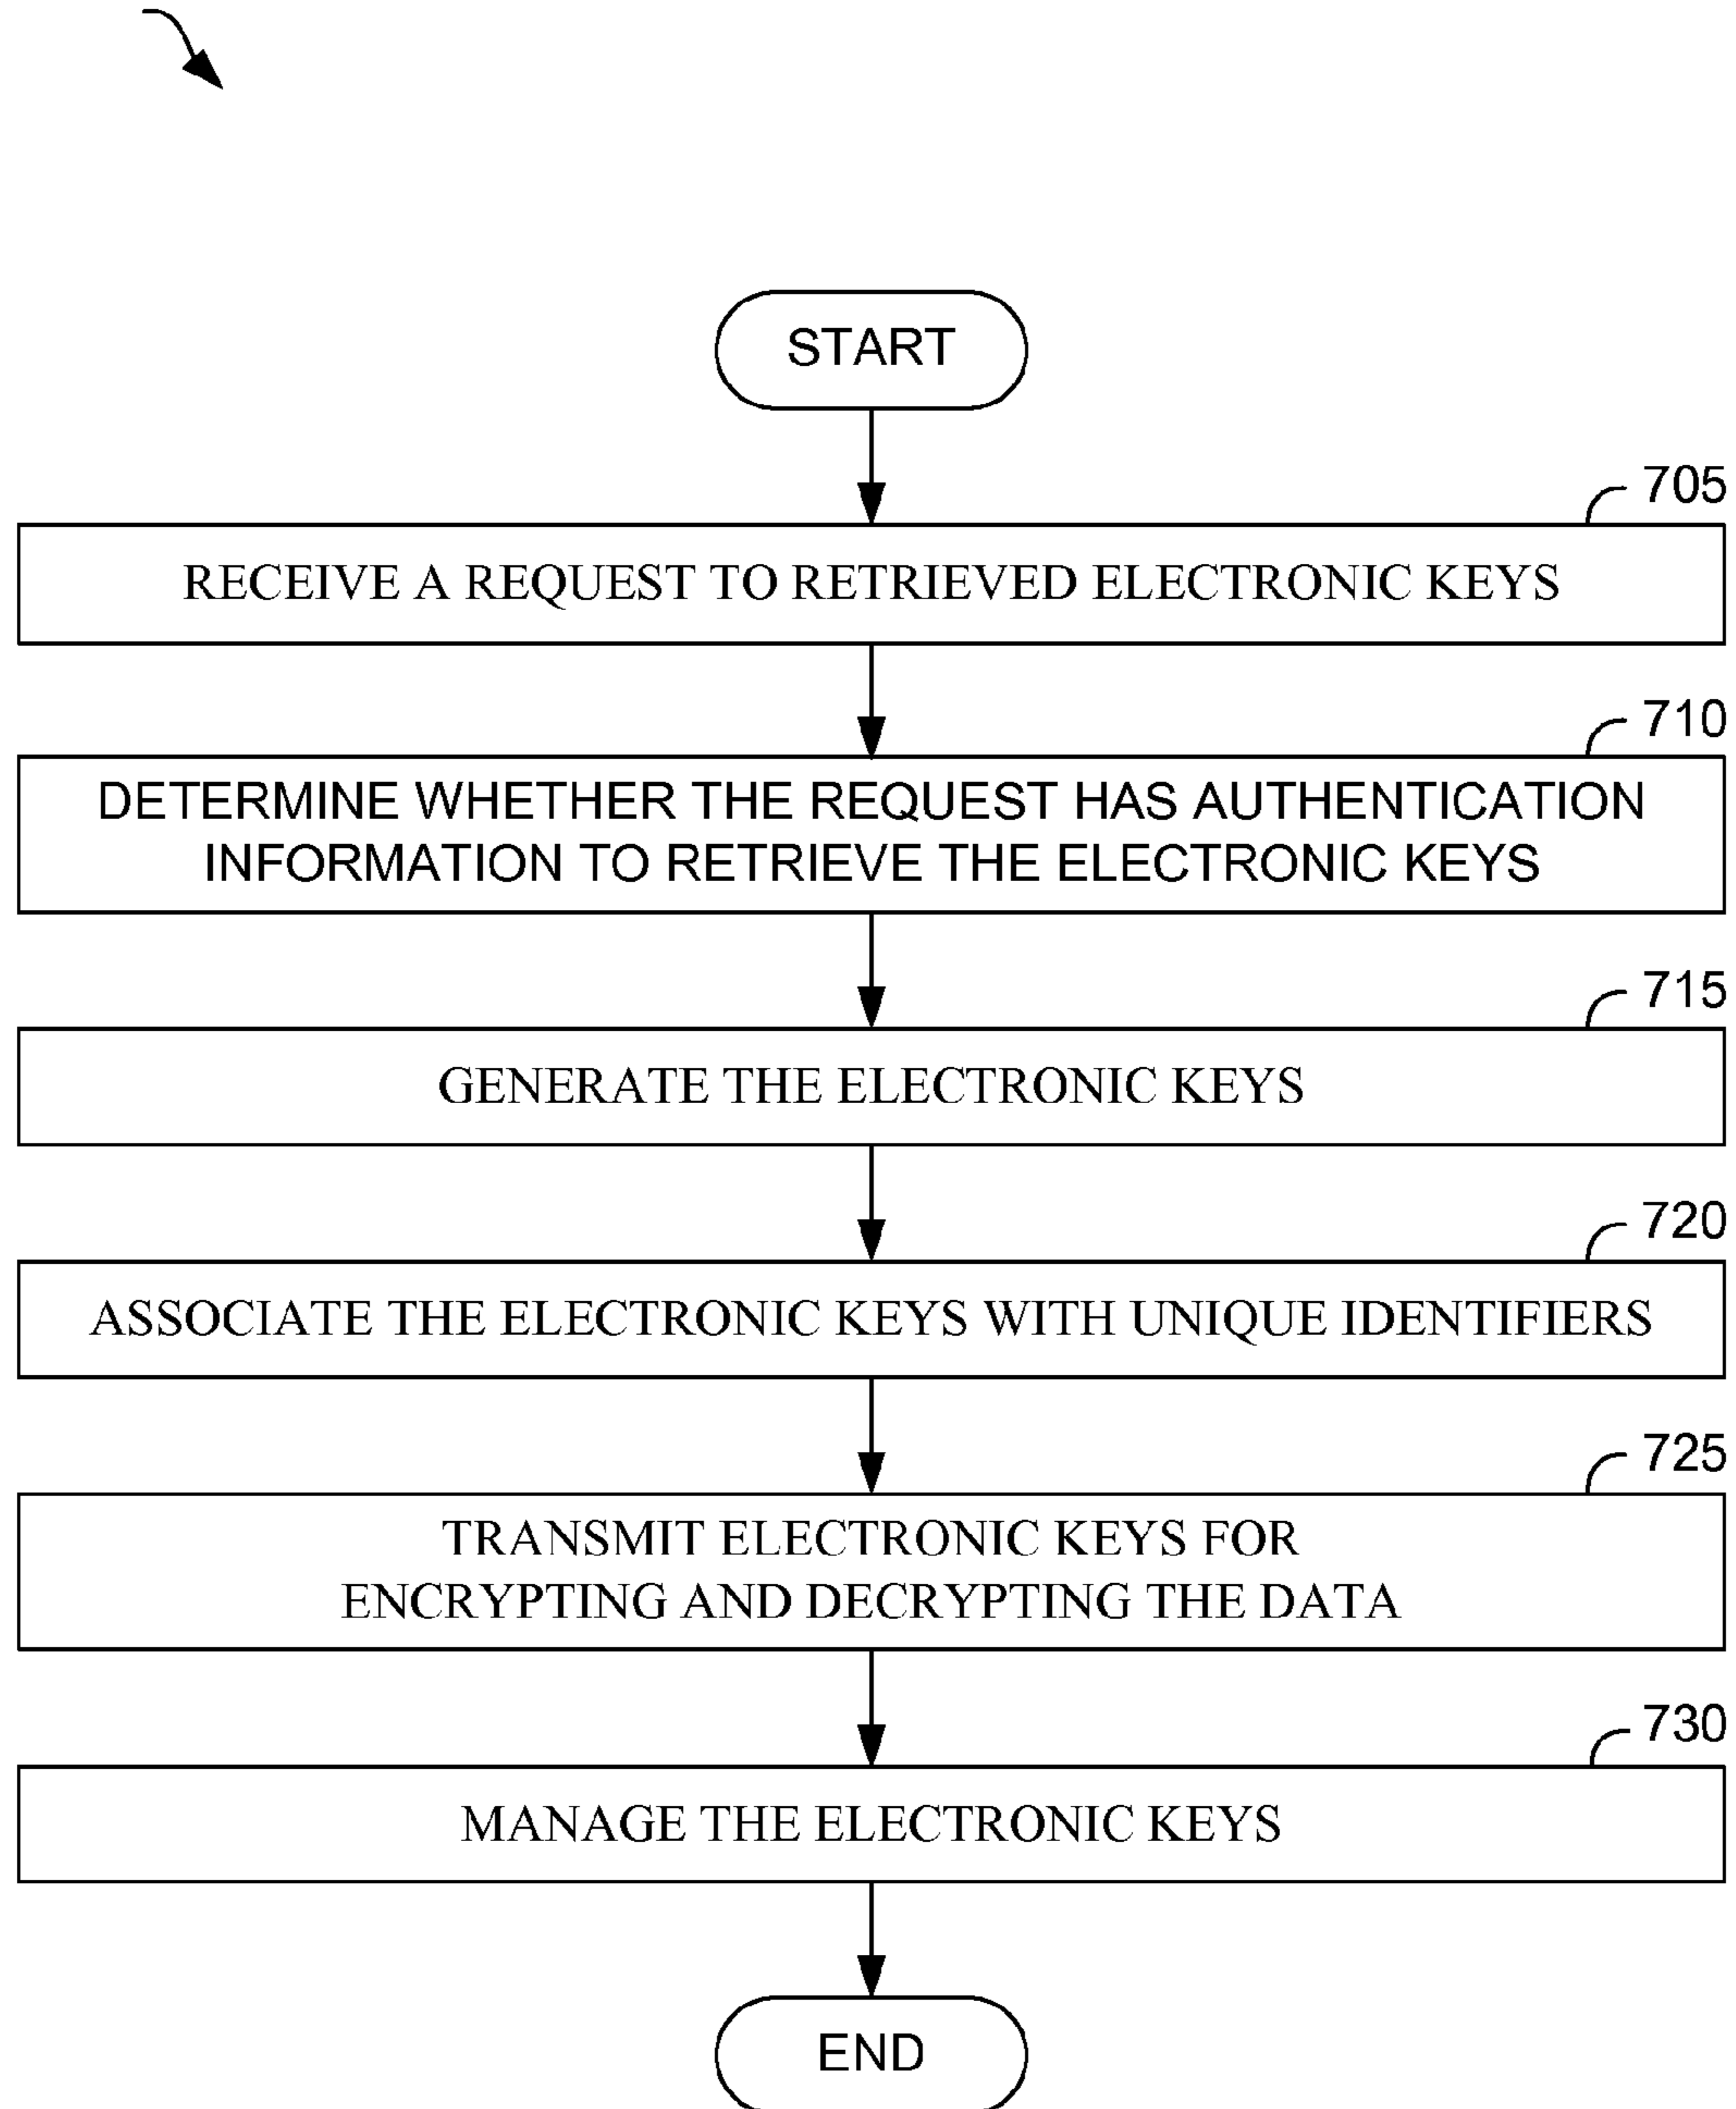 START
705
RECEIVE A REQUEST TO RETRIEVED ELECTRONIC KEYS
710
DETERMINE WHETHER THE REQUEST HAS AUTHENTICATION
INFORMATION TO RETRIEVE THE ELECTRONIC KEYS
715
GENERATE THE ELECTRONIC KEYS
720
ASSOCIATE THE ELECTRONIC KEYS WITH UNIQUE IDENTIFIERS
725
TRANSMIT ELECTRONIC KEYS FOR
ENCRYPTING AND DECRYPTING THE DATA
730
MANAGE THE ELECTRONIC KEYS
END